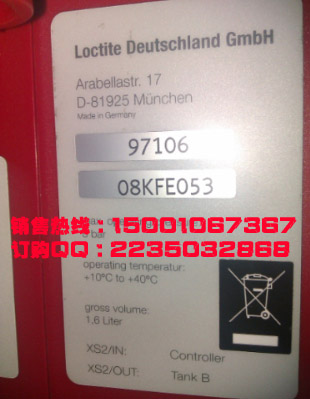 Loctite Deutschland GmbH
Arabellastr. 17
D-81925 München
Made in Germany
97106
08KFE053
销售热线：15001067367
订购QQ：2235032868
operating temperatur:
+10°C to +40°C
gross volume:
1,6 Liter
XS2/IN: Controller
XS2/OUT: Tank B